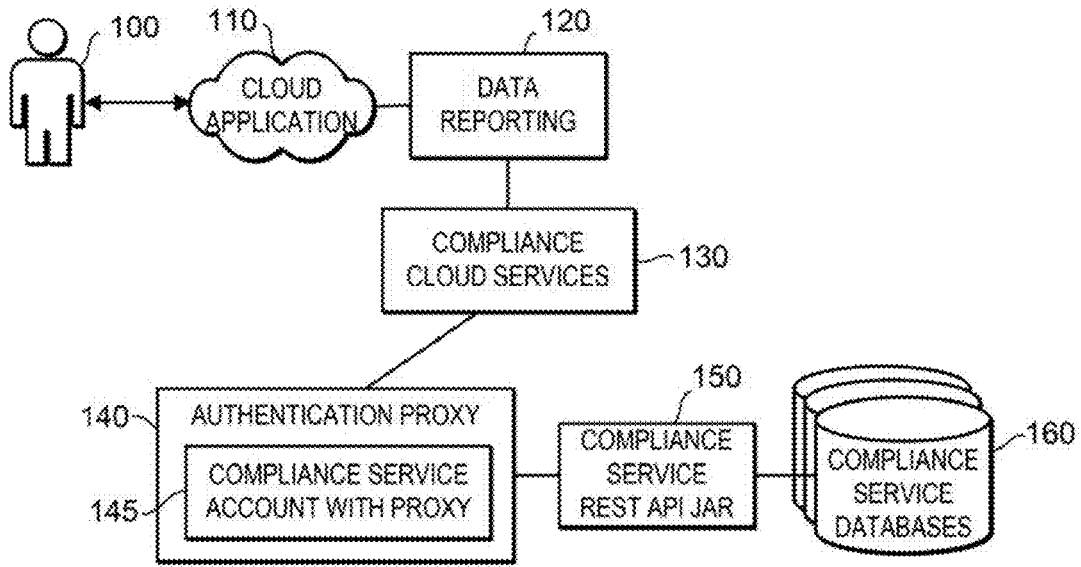 100
110
120
CLOUD
APPLICATION
DATA
REPORTING
COMPLIANCE
CLOUD SERVICES
130
140
AUTHENTICATION PROXY
145
COMPLIANCE SERVICE
ACCOUNT WITH PROXY
150
COMPLIANCE
SERVICE
REST API JAR
160
COMPLIANCE
SERVICE
DATABASES